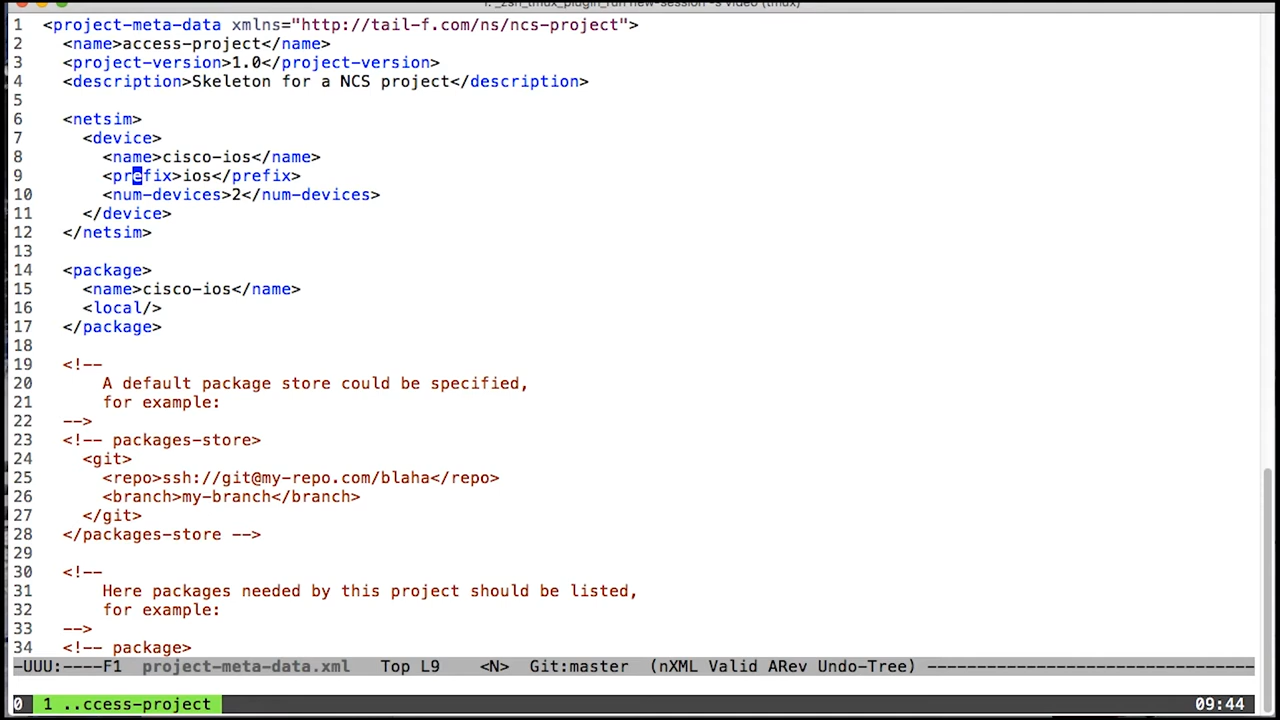 1. _zsh_tmux_plugin_run new-session -s video (tmux)
1 <project-meta-data xmlns="http://tail-f.com/ns/ncs-project">
2 <name>access-project</name>
3 <project-version>1.0</project-version>
4 <description>Skeleton for a NCS project</description>
5
6 <netsim>
7 <device>
8 <name>cisco-ios</name>
9 <prefix>ios</prefix>
10 <num-devices>2</num-devices>
11 </device>
12 </netsim>
13
14 <package>
15 <name>cisco-ios</name>
16 <local/>
17 </package>
18
19 <!--
20 A default package store could be specified,
21 for example:
22 -->
23 <!-- packages-store>
24 <git>
25 <repo>ssh://git@my-repo.com/blaha</repo>
26 <branch>my-branch</branch>
27 </git>
28 </packages-store -->
29
30 <!--
31 Here packages needed by this project should be listed,
32 for example:
33 -->
34 <!-- package>
-UUU:----F1 project-meta-data.xml Top L9 <N> Git:master (nXML Valid ARev Undo-Tree) ---------------------------------
0 1 ..ccess-project 09:44